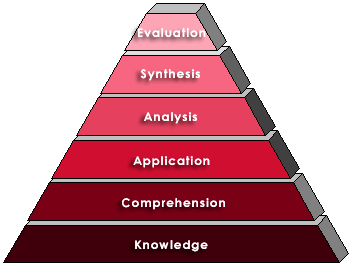 Evaluation
Synthesis
Analysis
Application
Comprehension
Knowledge